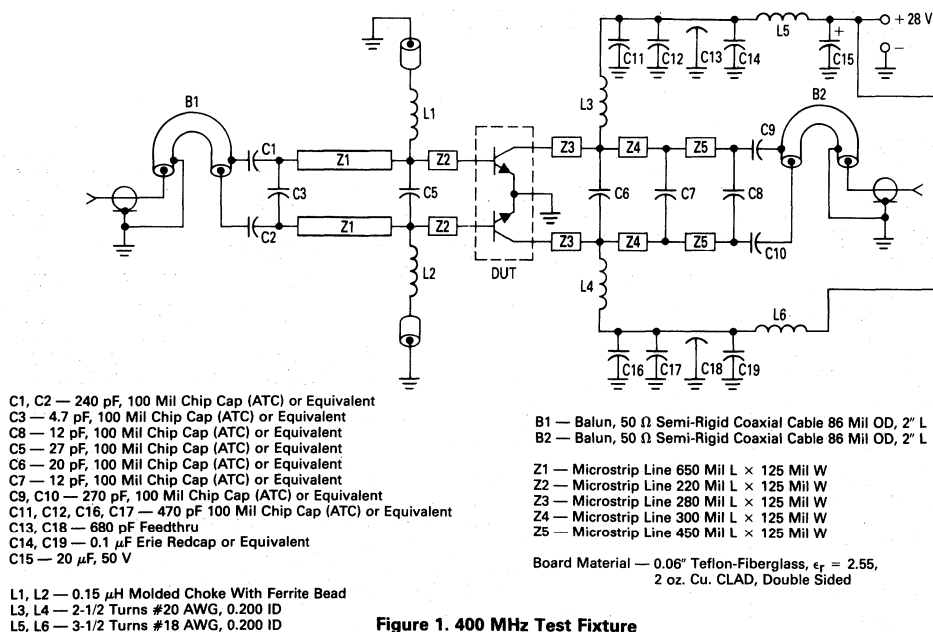 L5
+ 28 V
+
–
C11
C12
C13
C14
C15
B1
L1
L3
B2
C1
Z1
Z2
Z3
Z4
Z5
C9
C3
C5
C6
C7
C8
C2
Z1
Z2
Z3
Z4
Z5
C10
DUT
L2
L4
L6
C16
C17
C18
C19
C1, C2 — 240 pF, 100 Mil Chip Cap (ATC) or Equivalent
C3 — 4.7 pF, 100 Mil Chip Cap (ATC) or Equivalent
C8 — 12 pF, 100 Mil Chip Cap (ATC) or Equivalent
C5 — 27 pF, 100 Mil Chip Cap (ATC) or Equivalent
C6 — 20 pF, 100 Mil Chip Cap (ATC) or Equivalent
C7 — 12 pF, 100 Mil Chip Cap (ATC) or Equivalent
C9, C10 — 270 pF, 100 Mil Chip Cap (ATC) or Equivalent
C11, C12, C16, C17 — 470 pF 100 Mil Chip Cap (ATC) or Equivalent
C13, C18 — 680 pF Feedthru
C14, C19 — 0.1 μF Erie Redcap or Equivalent
C15 — 20 μF, 50 V
L1, L2 — 0.15 μH Molded Choke With Ferrite Bead
L3, L4 — 2-1/2 Turns #20 AWG, 0.200 ID
L5, L6 — 3-1/2 Turns #18 AWG, 0.200 ID
B1 — Balun, 50 Ω Semi-Rigid Coaxial Cable 86 Mil OD, 2″ L
B2 — Balun, 50 Ω Semi-Rigid Coaxial Cable 86 Mil OD, 2″ L
Z1 — Microstrip Line 650 Mil L × 125 Mil W
Z2 — Microstrip Line 220 Mil L × 125 Mil W
Z3 — Microstrip Line 280 Mil L × 125 Mil W
Z4 — Microstrip Line 300 Mil L × 125 Mil W
Z5 — Microstrip Line 450 Mil L × 125 Mil W
Board Material — 0.06″ Teflon-Fiberglass, εr = 2.55,
2 oz. Cu. CLAD, Double Sided
Figure 1. 400 MHz Test Fixture